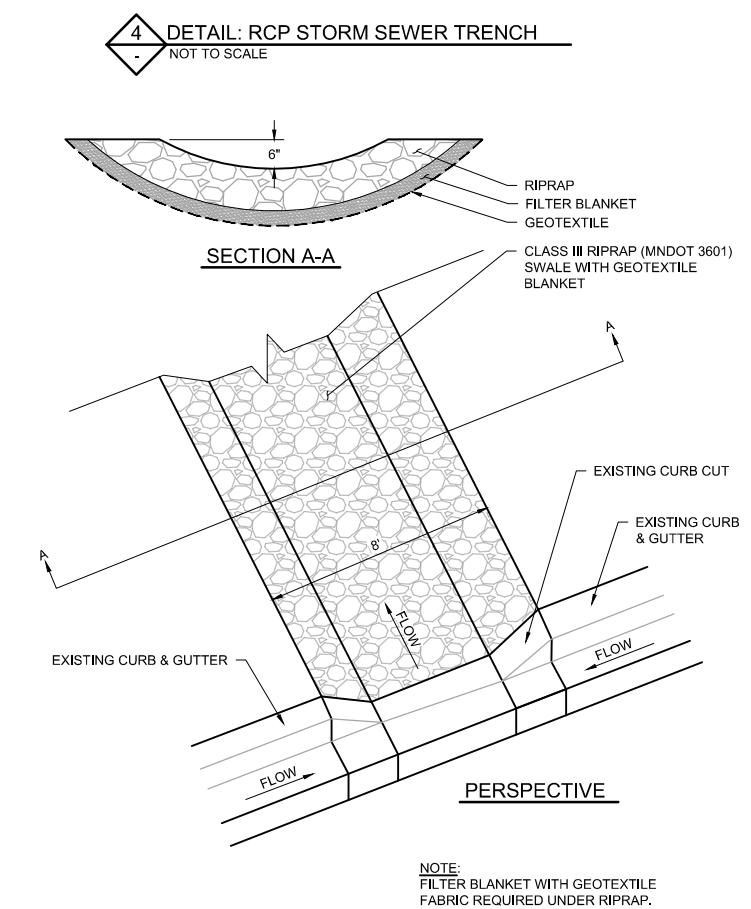 4
-
DETAIL: RCP STORM SEWER TRENCH
NOT TO SCALE
6"
RIPRAP
FILTER BLANKET
GEOTEXTILE
SECTION A-A
CLASS III RIPRAP (MNDOT 3601)
SWALE WITH GEOTEXTILE
BLANKET
A
EXISTING CURB CUT
EXISTING CURB
& GUTTER
A
8'
FLOW
FLOW
EXISTING CURB & GUTTER
FLOW
PERSPECTIVE
NOTE:
FILTER BLANKET WITH GEOTEXTILE
FABRIC REQUIRED UNDER RIPRAP.